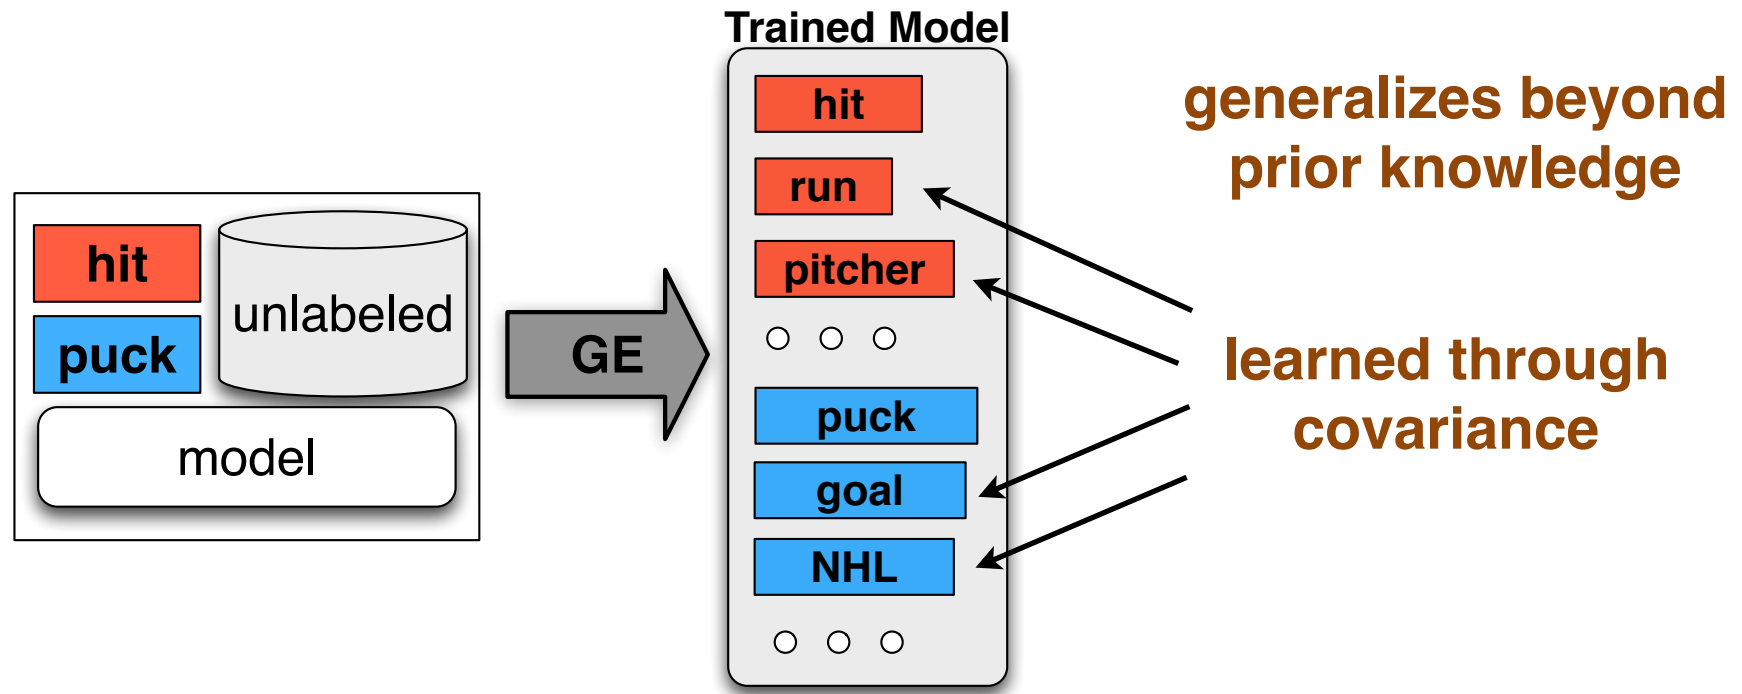 hit
puck
unlabeled
model
GE
Trained Model
hit
run
pitcher
puck
goal
NHL
generalizes beyond
prior knowledge
learned through
covariance